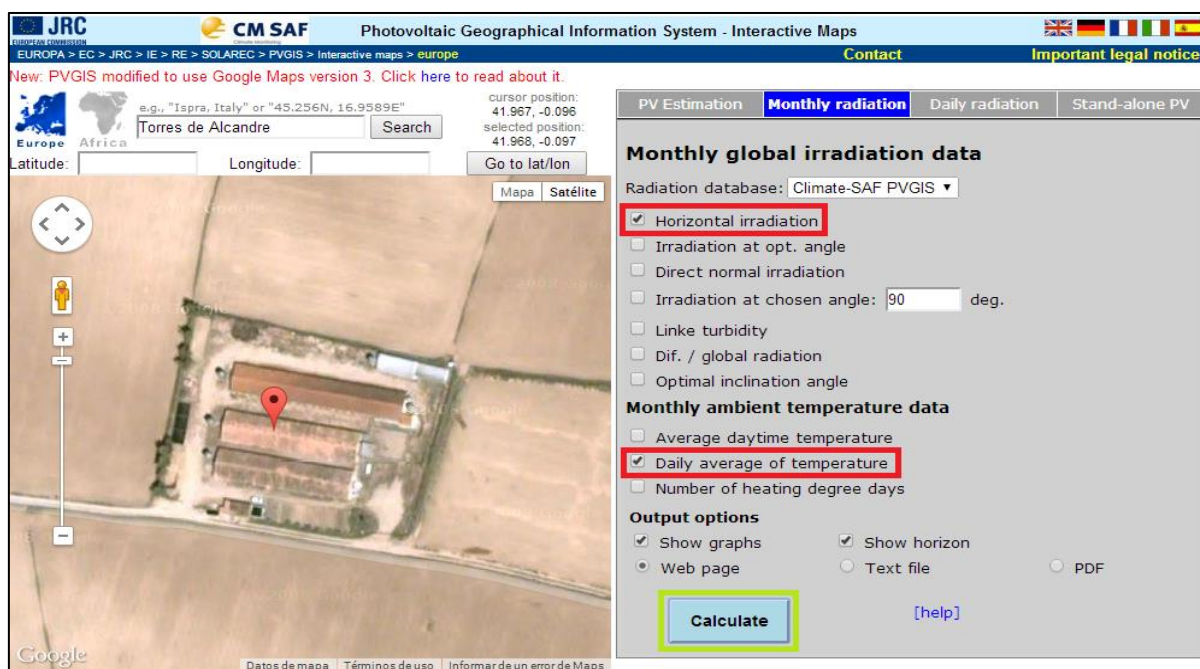 JRC
EUROPEAN COMMISSION
CM SAF
Climate Monitoring
Photovoltaic Geographical Information System - Interactive Maps
EUROPA > EC > JRC > IE > RE > SOLAREC > PVGIS > Interactive maps > europe
Contact
Important legal notice
New: PVGIS modified to use Google Maps version 3. Click here to read about it.
Europe
Africa
e.g., "Ispra, Italy" or "45.256N, 16.9589E"
Torres de Alcandre
Search
cursor position:
41.967, -0.096
selected position:
41.968, -0.097
Latitude:
Longitude:
Go to lat/lon
Mapa
Satélite
Google
Datos de mapa
Términos de uso
Informar de un error de Maps
PV Estimation
Monthly radiation
Daily radiation
Stand-alone PV
Monthly global irradiation data
Radiation database: Climate-SAF PVGIS
Horizontal irradiation
Irradiation at opt. angle
Direct normal irradiation
Irradiation at chosen angle: 90 deg.
Linke turbidity
Dif. / global radiation
Optimal inclination angle
Monthly ambient temperature data
Average daytime temperature
Daily average of temperature
Number of heating degree days
Output options
Show graphs
Show horizon
Web page
Text file
PDF
Calculate
[help]